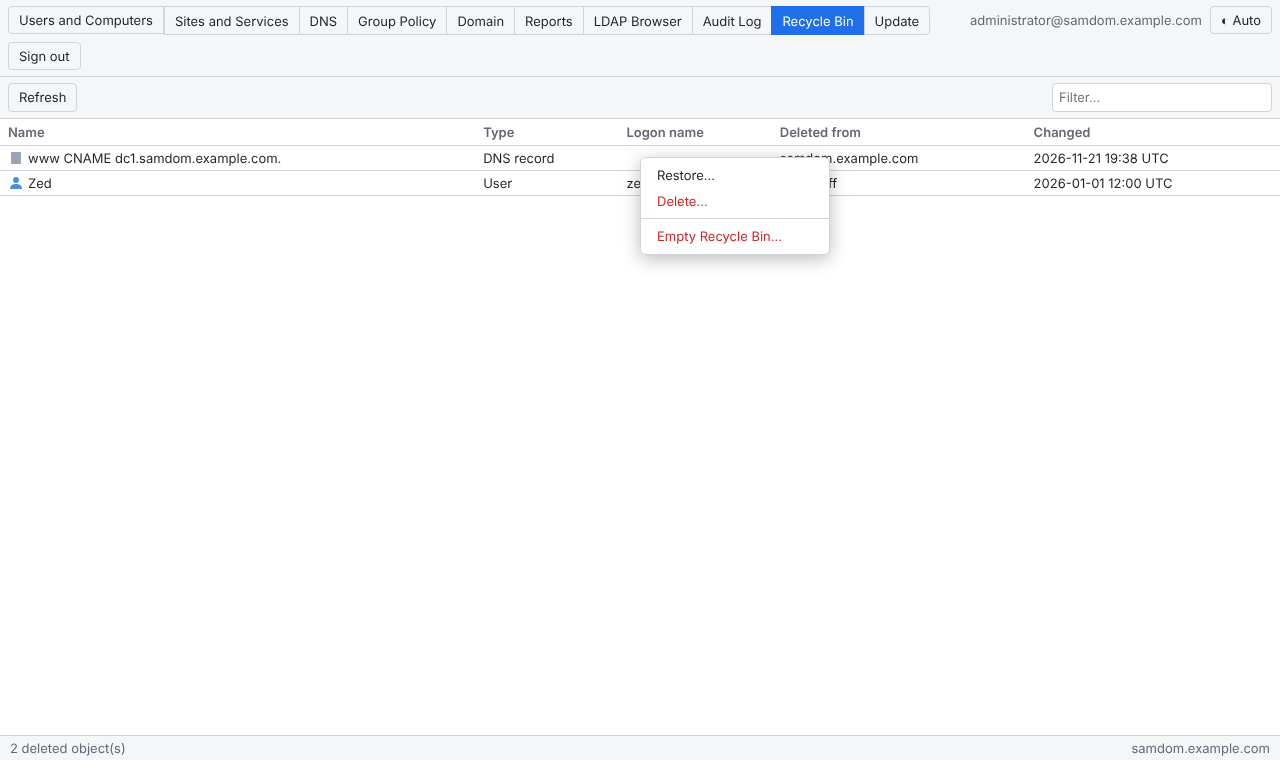 Users and Computers Sites and Services DNS Group Policy Domain Reports LDAP Browser Audit Log Recycle Bin Update administrator@samdom.example.com Auto
Sign out
Refresh Filter...
Name Type Logon name Deleted from Changed
www CNAME dc1.samdom.example.com. DNS record samdom.example.com 2026-11-21 19:38 UTC
Zed User 2026-01-01 12:00 UTC
Restore...
Delete...
Empty Recycle Bin...
2 deleted object(s) samdom.example.com